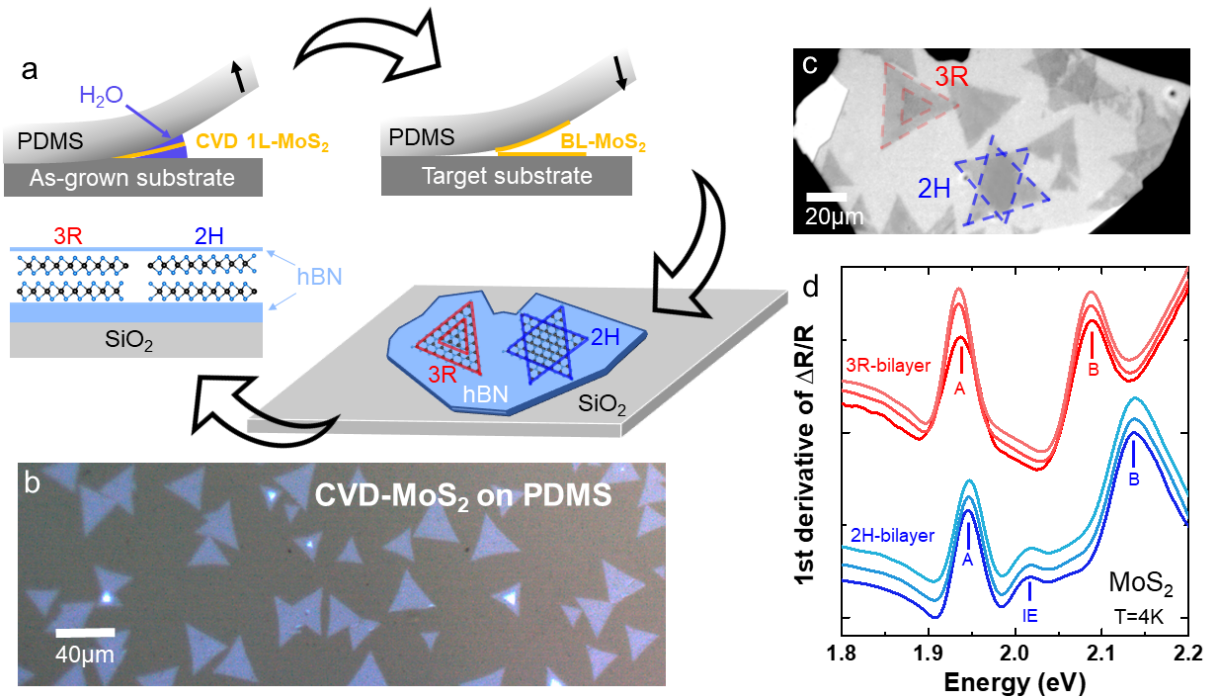 a
H₂O
PDMS
CVD 1L-MoS₂
As-grown substrate
PDMS
BL-MoS₂
Target substrate
3R
2H
hBN
SiO₂
3R
2H
hBN
SiO₂
b
CVD-MoS₂ on PDMS
40μm
c
3R
2H
20μm
d
1st derivative of ΔR/R
3R-bilayer
A
B
2H-bilayer
A
IE
B
MoS₂
T=4K
1.8
1.9
2.0
2.1
2.2
Energy (eV)